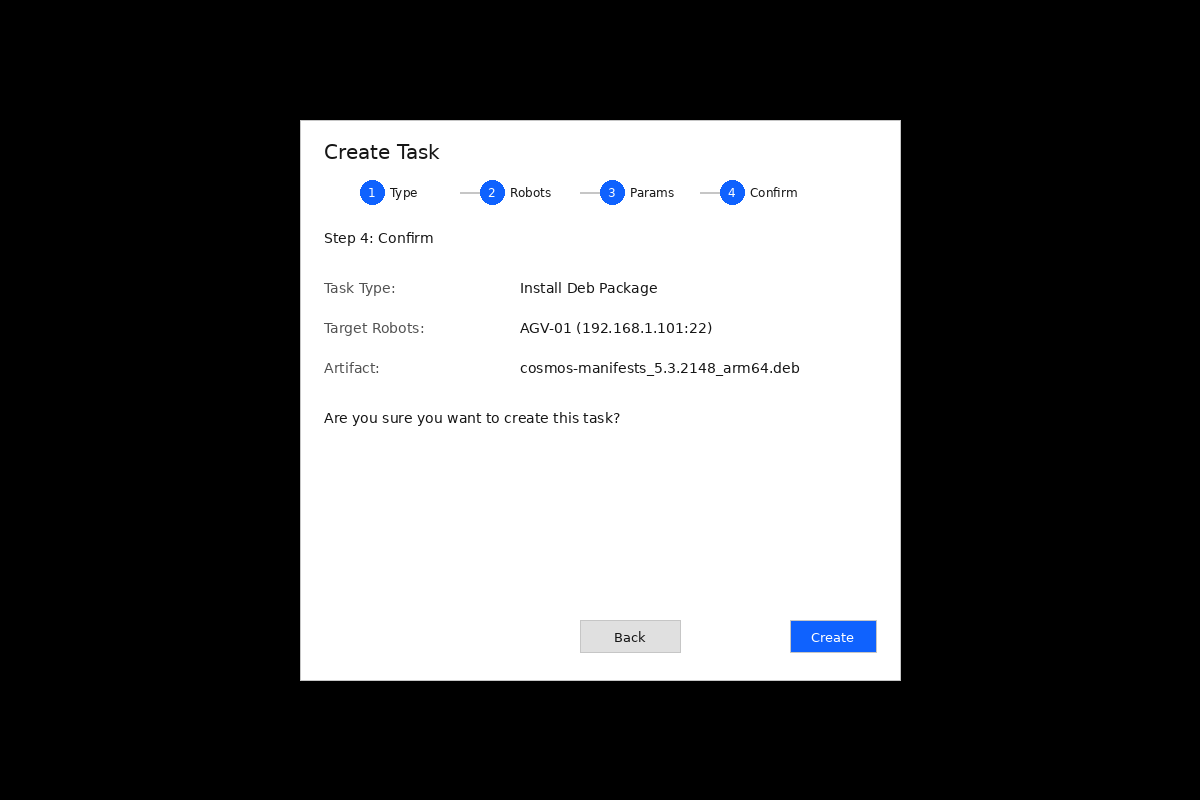 Create Task
1 Type 2 Robots 3 Params 4 Confirm
Step 4: Confirm
Task Type: Install Deb Package
Target Robots: AGV-01 (192.168.1.101:22)
Artifact: cosmos-manifests_5.3.2148_arm64.deb
Are you sure you want to create this task?
Back Create